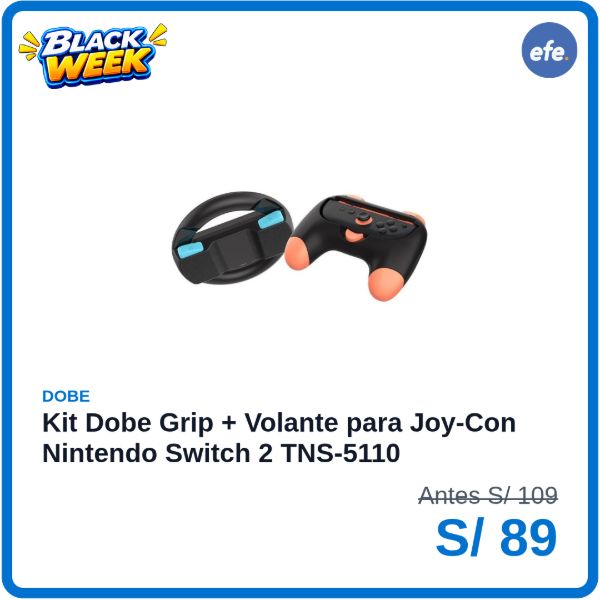 BLACK
WEEK
efe.
DOBE
Kit Dobe Grip + Volante para Joy-Con
Nintendo Switch 2 TNS-5110
Antes S/ 109
S/ 89